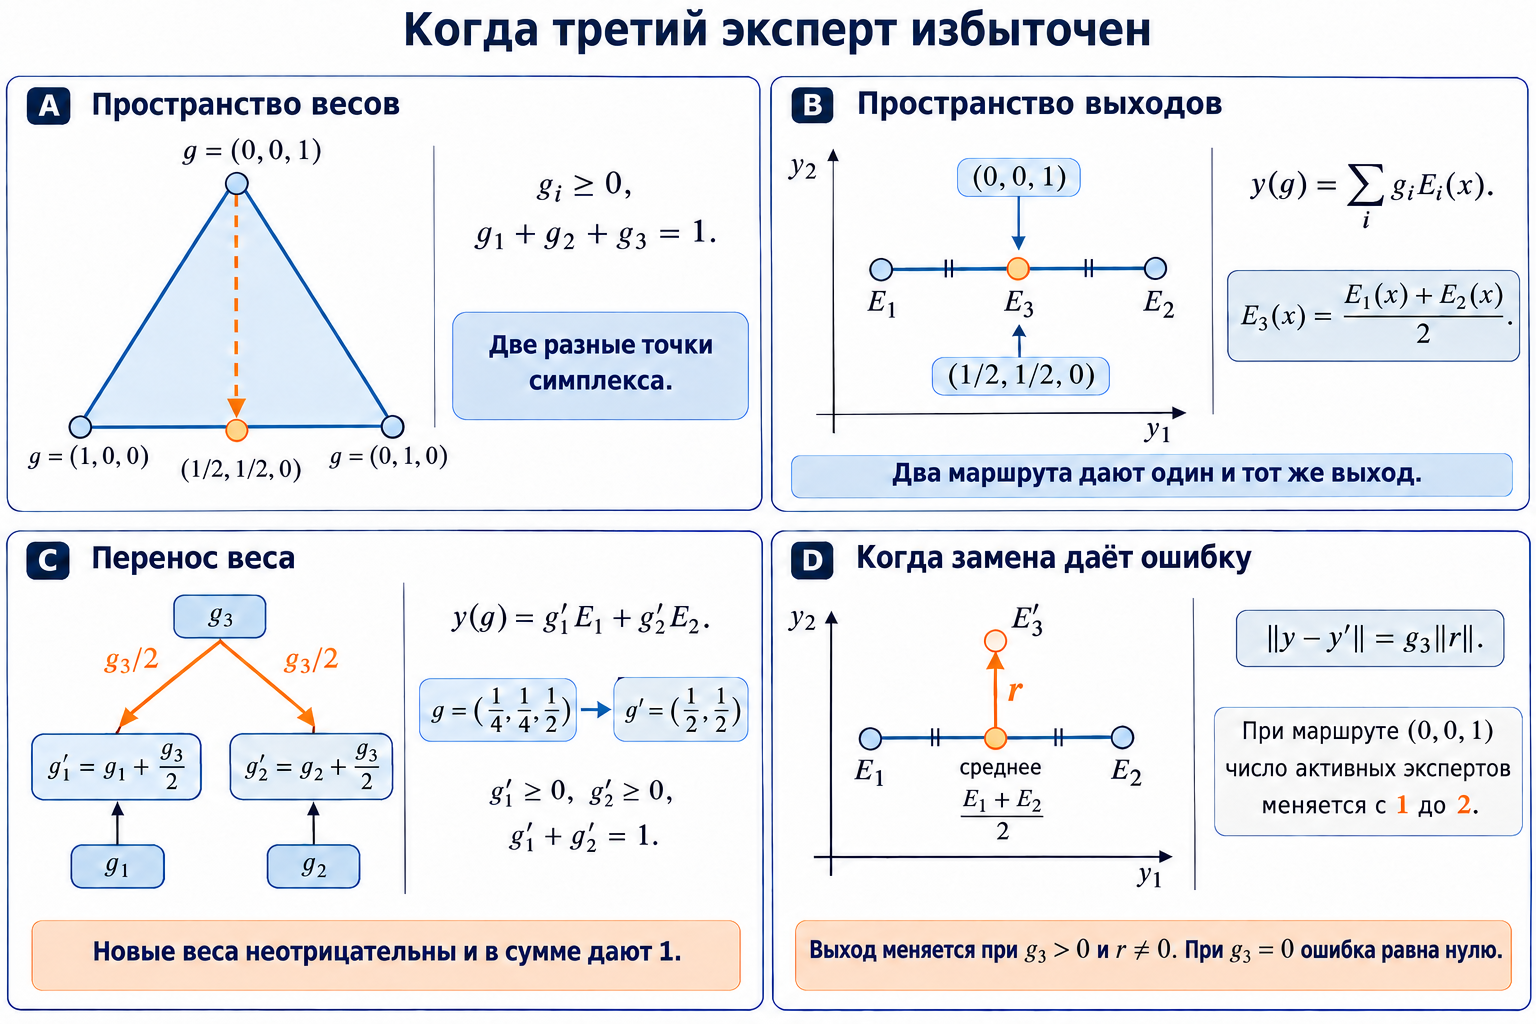 Когда третий эксперт избыточен
A Пространство весов
g = (0, 0, 1)
g = (1, 0, 0)
(1/2, 1/2, 0)
g = (0, 1, 0)
g_i ≥ 0,
g_1 + g_2 + g_3 = 1.
Две разные точки
симплекса.
B Пространство выходов
y_2
(0, 0, 1)
E_1
E_3
E_2
(1/2, 1/2, 0)
y_1
y(g) = ∑_i g_i E_i(x).
E_3(x) = (E_1(x) + E_2(x))/2.
Два маршрута дают один и тот же выход.
C Перенос веса
g_3
g_3/2
g_3/2
g′_1 = g_1 + g_3/2
g′_2 = g_2 + g_3/2
g_1
g_2
y(g) = g′_1 E_1 + g′_2 E_2.
g = (1/4, 1/4, 1/2)
g′ = (1/2, 1/2)
g′_1 ≥ 0, g′_2 ≥ 0,
g′_1 + g′_2 = 1.
Новые веса неотрицательны и в сумме дают 1.
D Когда замена даёт ошибку
y_2
E′_3
r
E_1
среднее
(E_1 + E_2)/2
E_2
y_1
‖y − y′‖ = g_3‖r‖.
При маршруте (0, 0, 1)
число активных экспертов
меняется с 1 до 2.
Выход меняется при g_3 > 0 и r ≠ 0. При g_3 = 0 ошибка равна нулю.